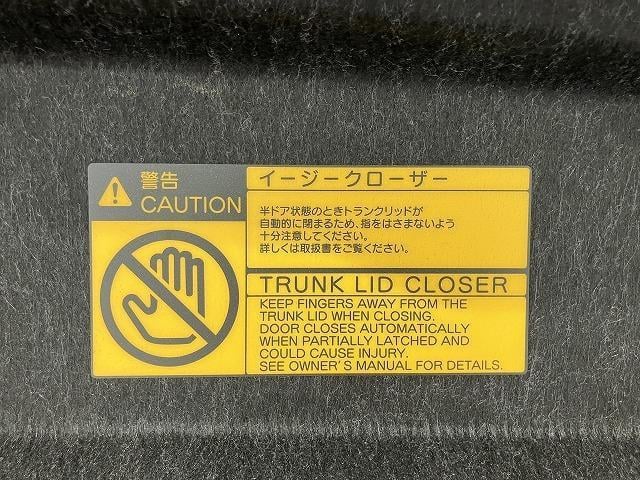 警告
CAUTION
イージークローザー
半ドア状態のときトランクリッドが
自動的に閉まるため、指をはさまないよう
十分注意してください。
詳しくは取扱書をご覧ください。
TRUNK LID CLOSER
KEEP FINGERS AWAY FROM THE
TRUNK LID WHEN CLOSING.
DOOR CLOSES AUTOMATICALLY
WHEN PARTIALLY LATCHED AND
COULD CAUSE INJURY.
SEE OWNER'S MANUAL FOR DETAILS.